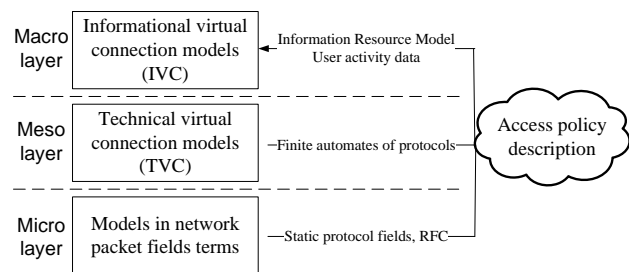 Macro
layer
Informational virtual
connection models
(IVC)
Information Resource Model
User activity data
Meso
layer
Technical virtual
connection models
(TVC)
Finite automates of protocols
Access policy
description
Micro
layer
Models in network
packet fields terms
Static protocol fields, RFC